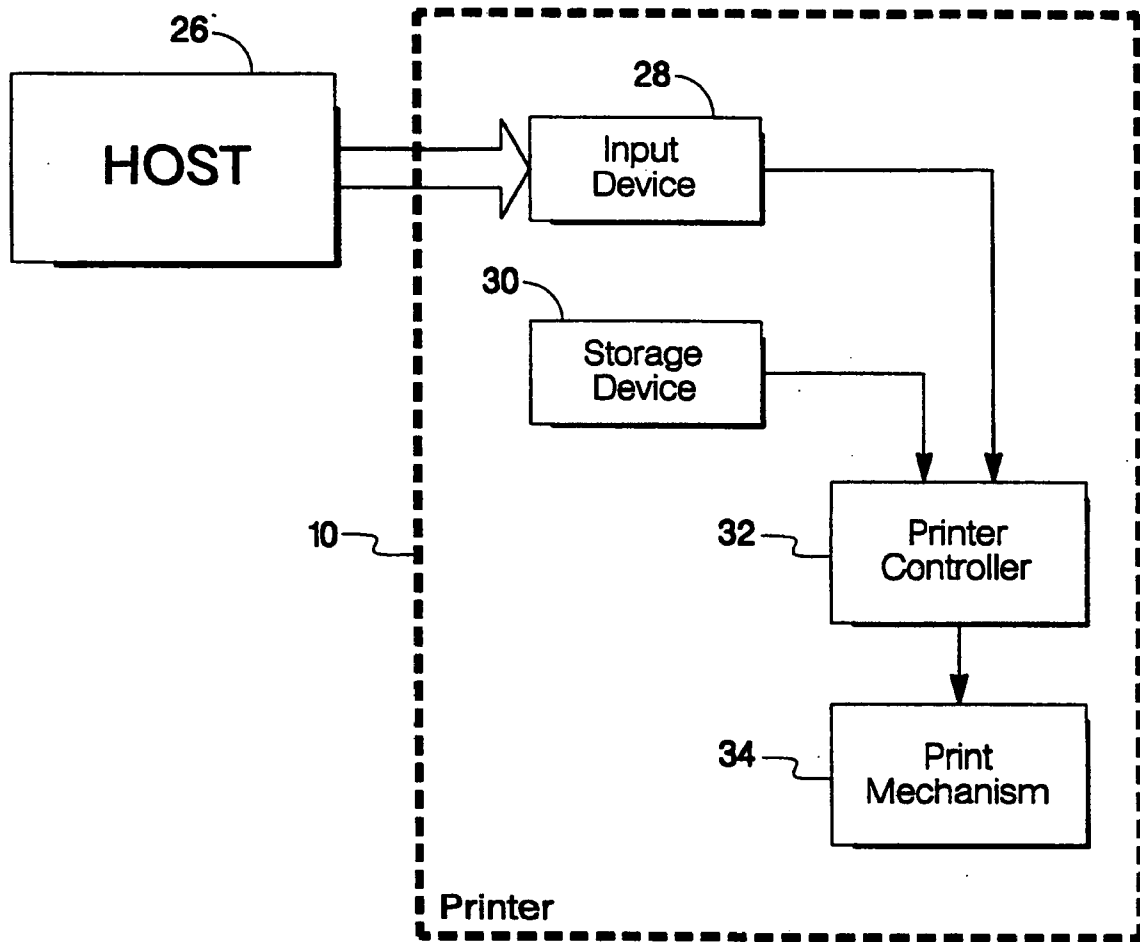 26
HOST
28
Input
Device
30
Storage
Device
10
32
Printer
Controller
34
Print
Mechanism
Printer